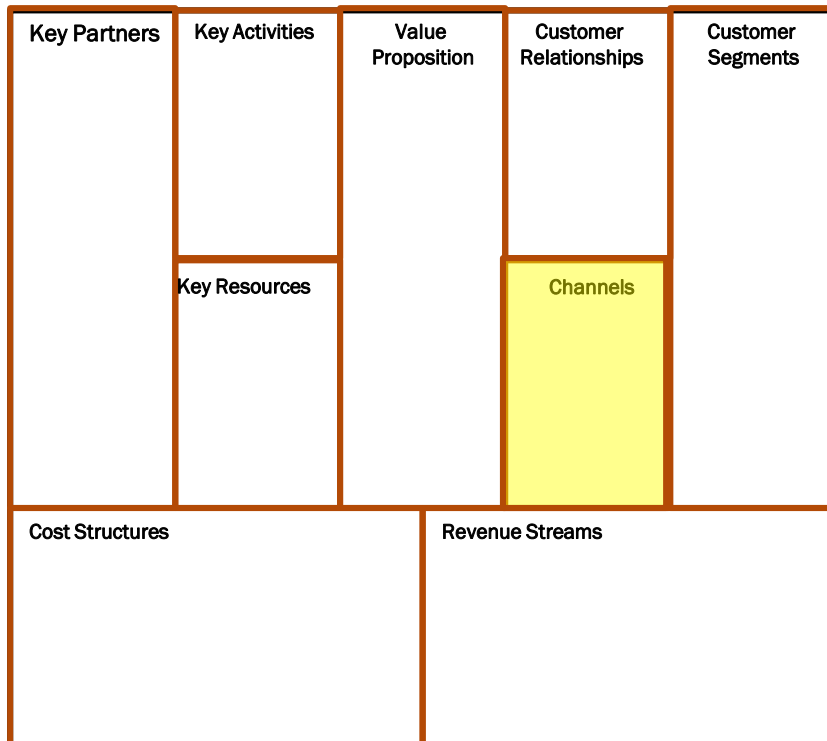 Key Partners
Key Activities
Value
Proposition
Customer
Relationships
Customer
Segments
Key Resources
Channels
Cost Structures
Revenue Streams